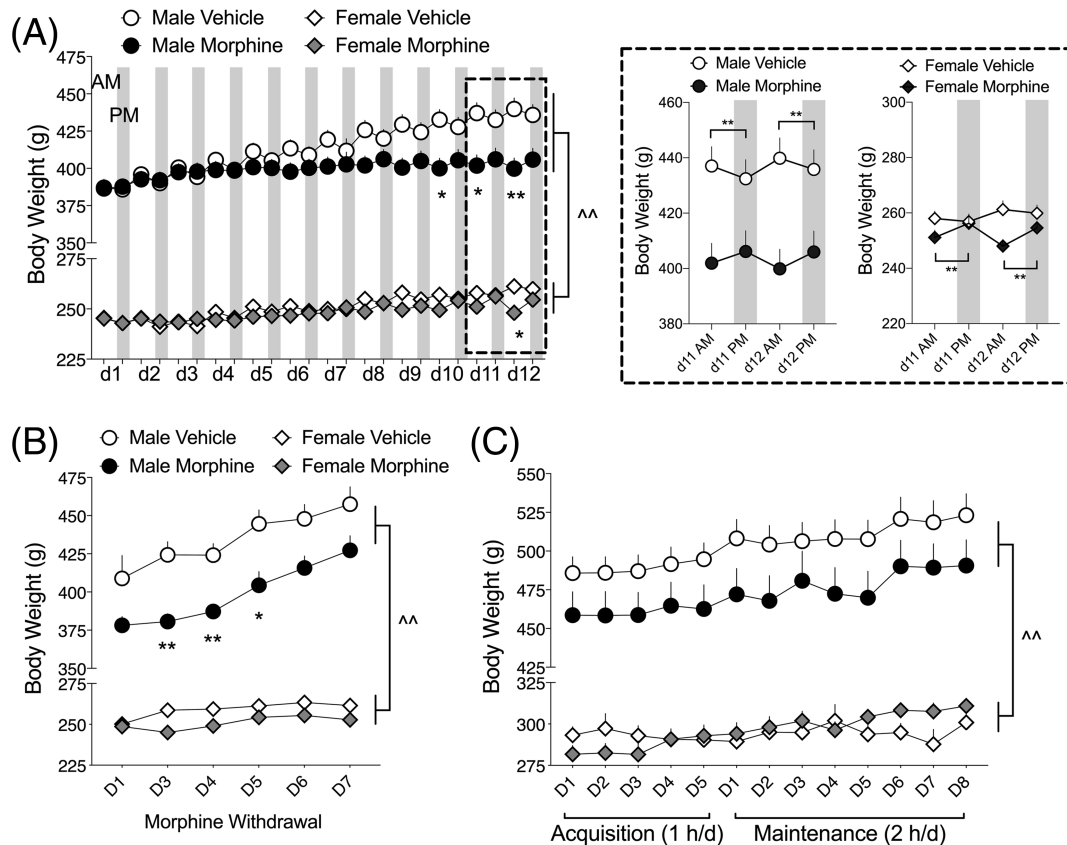 (A)
Male Vehicle
Female Vehicle
Male Morphine
Female Morphine
Body Weight (g)
475
450
425
400
375
350
275
250
225
AM
PM
* * **
*
^^
d1 d2 d3 d4 d5 d6 d7 d8 d9 d10 d11 d12
Male Vehicle
Male Morphine
Body Weight (g)
460
440
420
400
380
** **
d11 AM d11 PM d12 AM d12 PM
Female Vehicle
Female Morphine
Body Weight (g)
300
280
260
240
220
** **
d11 AM d11 PM d12 AM d12 PM
(B)
Male Vehicle
Female Vehicle
Male Morphine
Female Morphine
Body Weight (g)
475
450
425
400
375
350
275
250
225
** ** *
^^
D1 D3 D4 D5 D6 D7
Morphine Withdrawal
(C)
Body Weight (g)
550
525
500
475
450
425
325
300
275
^^
D1 D2 D3 D4 D5 D1 D2 D3 D4 D5 D6 D7 D8
Acquisition (1 h/d)
Maintenance (2 h/d)